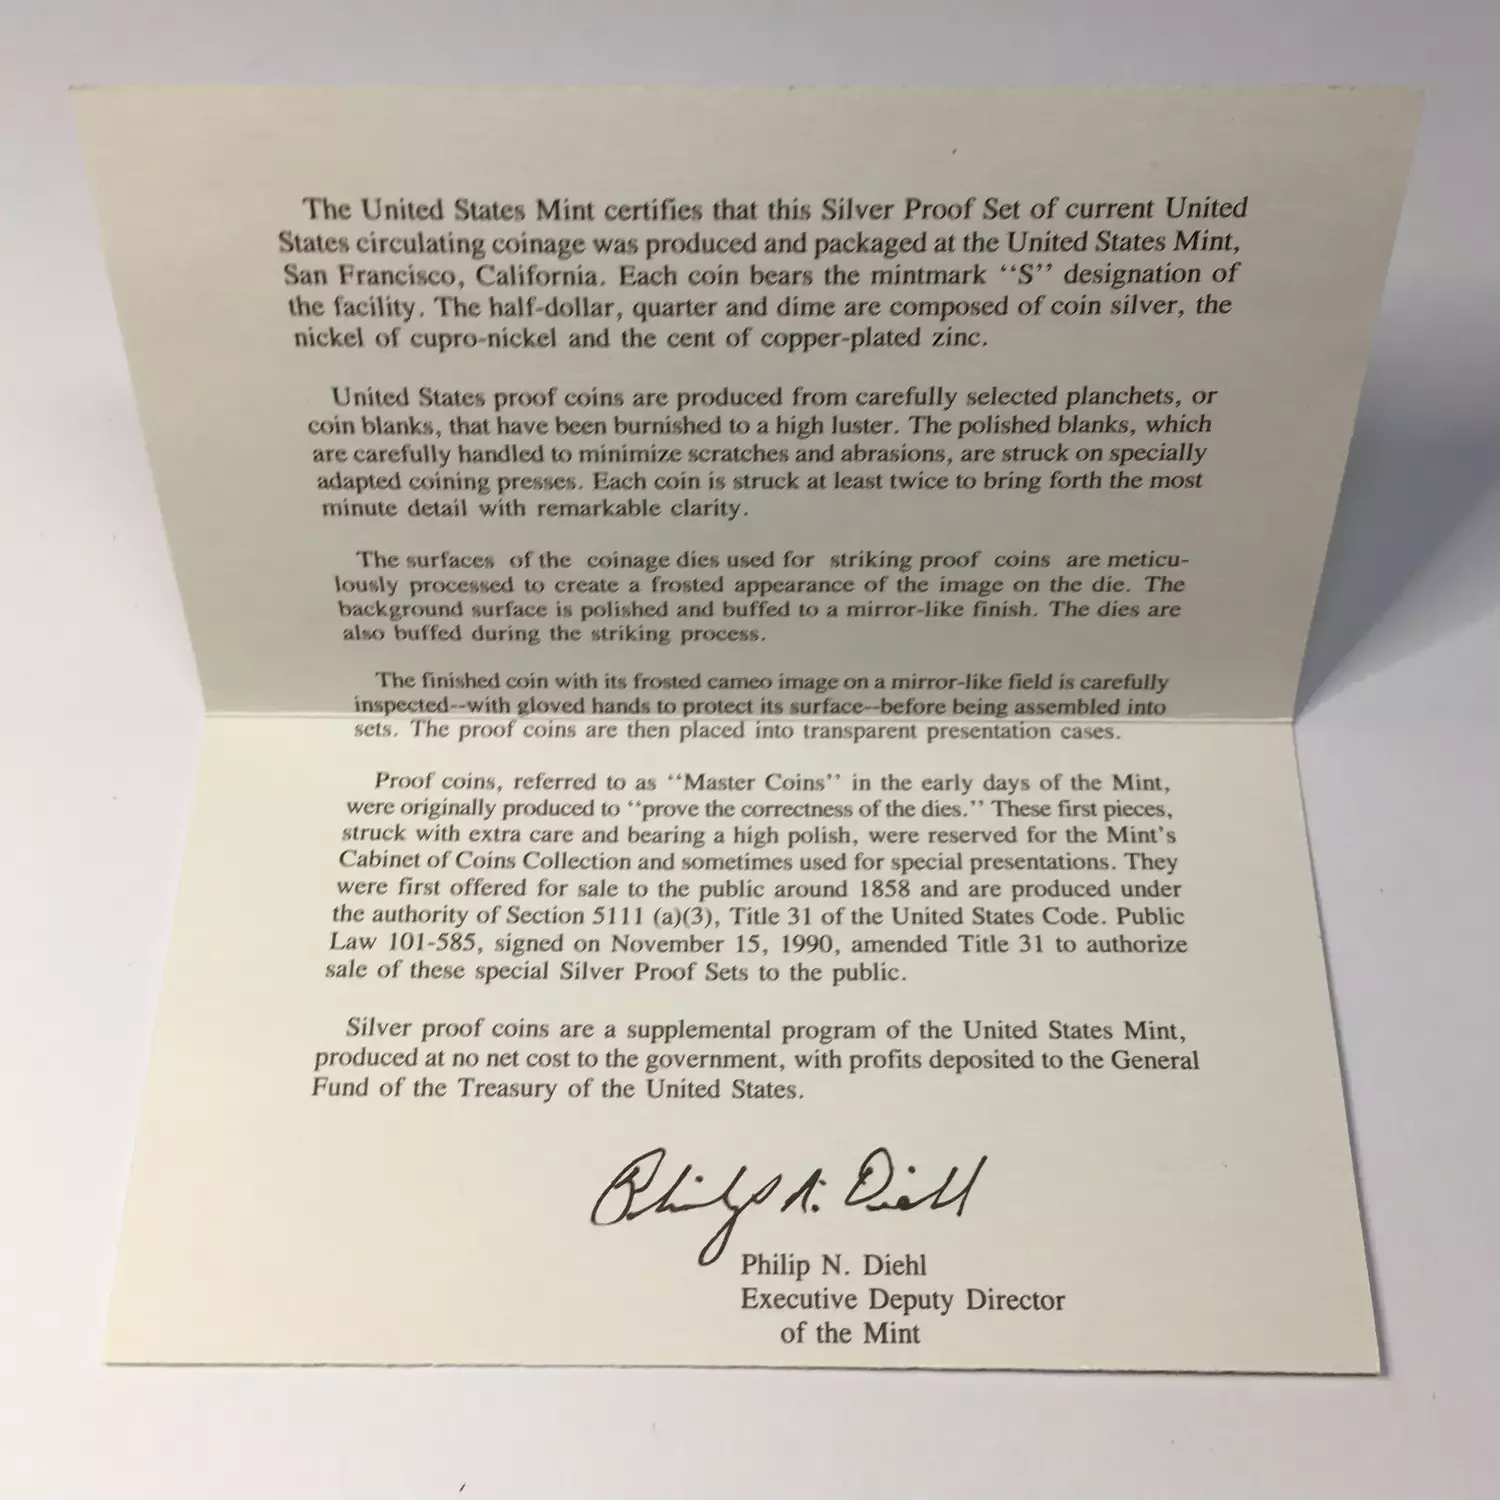 The United States Mint certifies that this Silver Proof Set of current United
States circulating coinage was produced and packaged at the United States Mint,
San Francisco, California. Each coin bears the mintmark ‘‘S’’ designation of
the facility. The half-dollar, quarter and dime are composed of coin silver, the
nickel of cupro-nickel and the cent of copper-plated zinc.
United States proof coins are produced from carefully selected planchets, or
coin blanks, that have been burnished to a high luster. The polished blanks, which
are carefully handled to minimize scratches and abrasions, are struck on specially
adapted coining presses. Each coin is struck at least twice to bring forth the most
minute detail with remarkable clarity.
The surfaces of the coinage dies used for striking proof coins are meticu-
lously processed to create a frosted appearance of the image on the die. The
background surface is polished and buffed to a mirror-like finish. The dies are
also buffed during the striking process.
The finished coin with its frosted cameo image on a mirror-like field is carefully
inspected--with gloved hands to protect its surface--before being assembled into
sets. The proof coins are then placed into transparent presentation cases.
Proof coins, referred to as ‘‘Master Coins’’ in the early days of the Mint,
were originally produced to ‘‘prove the correctness of the dies.’’ These first pieces,
struck with extra care and bearing a high polish, were reserved for the Mint's
Cabinet of Coins Collection and sometimes used for special presentations. They
were first offered for sale to the public around 1858 and are produced under
the authority of Section 5111 (a)(3), Title 31 of the United States Code. Public
Law 101-585, signed on November 15, 1990, amended Title 31 to authorize
sale of these special Silver Proof Sets to the public.
Silver proof coins are a supplemental program of the United States Mint,
produced at no net cost to the government, with profits deposited to the General
Fund of the Treasury of the United States.
Philip N. Diehl
Philip N. Diehl
Executive Deputy Director
of the Mint